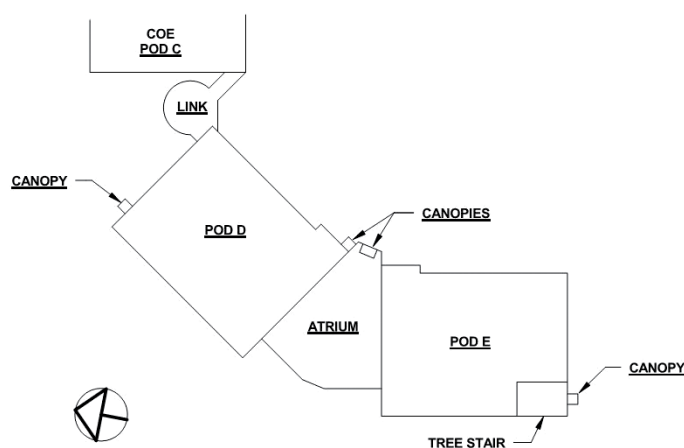 COE
POD C
LINK
CANOPY
CANOPIES
POD D
ATRIUM
POD E
CANOPY
TREE STAIR